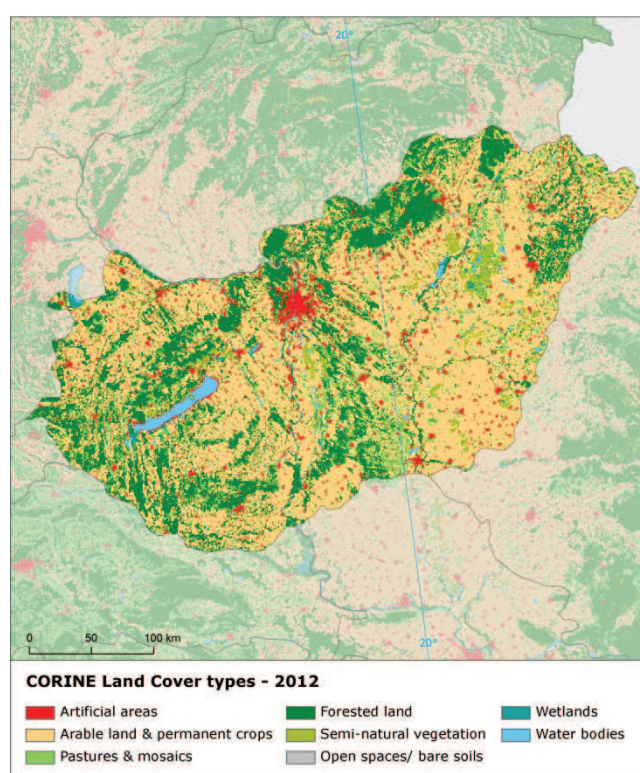 20°
0 50 100 km
20°
CORINE Land Cover types - 2012
Artificial areas Forested land Wetlands
Arable land & permanent crops Semi-natural vegetation Water bodies
Pastures & mosaics Open spaces/ bare soils